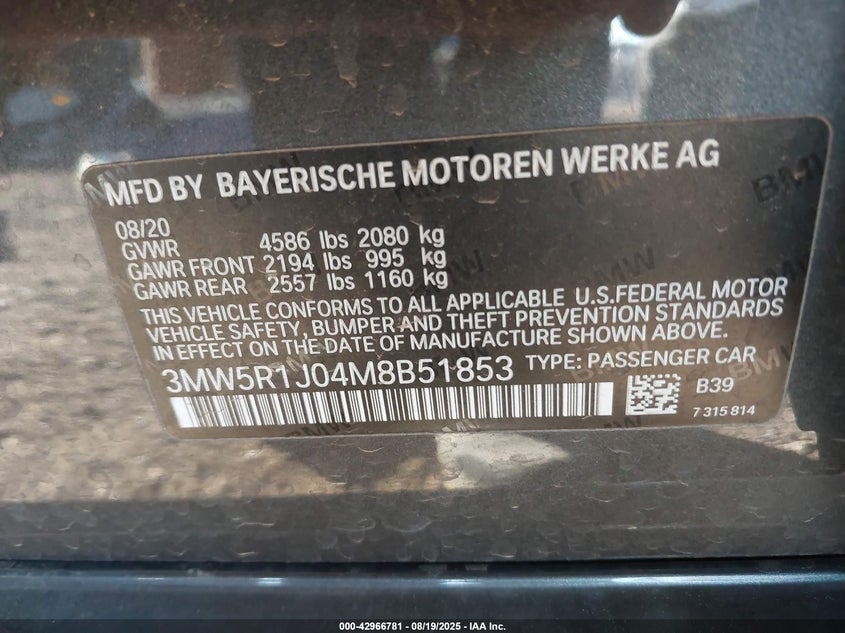 MFD BY BAYERISCHE MOTOREN WERKE AG
08/20
GVWR 4586 lbs 2080 kg
GAWR FRONT 2194 lbs 995 kg
GAWR REAR 2557 lbs 1160 kg
THIS VEHICLE CONFORMS TO ALL APPLICABLE U.S.FEDERAL MOTOR
VEHICLE SAFETY, BUMPER AND THEFT PREVENTION STANDARDS
IN EFFECT ON THE DATE OF MANUFACTURE SHOWN ABOVE.
3MW5R1J04M8B51853 TYPE: PASSENGER CAR
B39
7 315 814
000-42966781 - 08/19/2025 - IAA Inc.